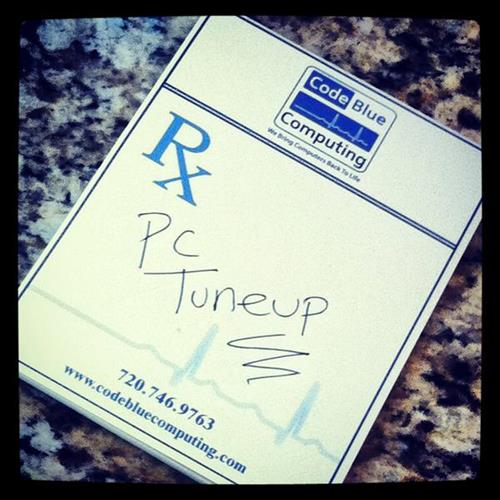 Code Blue
Computing
We Bring Computers Back To Life
Rx
PC
Tuneup
720.746.9763
www.codebluecomputing.com